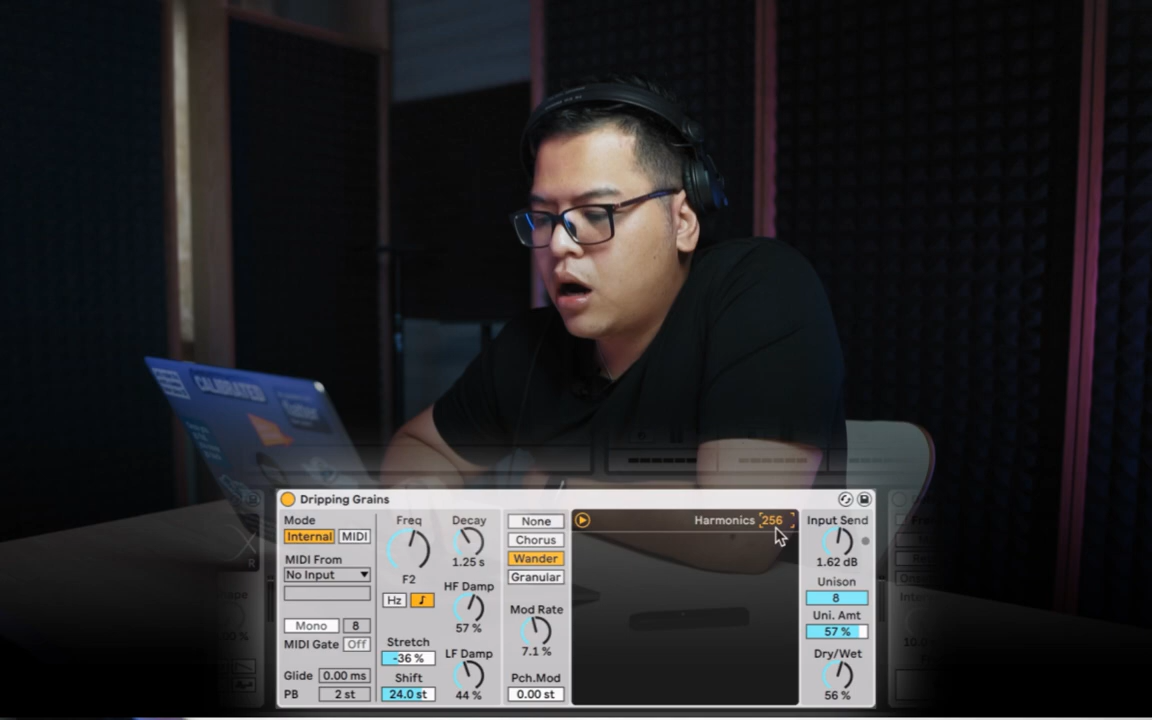 CALIBRATED
Dripping Grains
Mode
Internal MIDI
MIDI From
No Input
Mono 8
MIDI Gate Off
Glide 0.00 ms
PB 2 st
Freq
F2
Hz
Stretch
-36 %
Shift
24.0 st
Decay
1.25 s
HF Damp
57 %
LF Damp
44 %
None
Chorus
Wander
Granular
Mod Rate
7.1 %
Pch.Mod
0.00 st
Harmonics 256
Input Send
1.62 dB
Unison
8
Uni. Amt
57 %
Dry/Wet
56 %
R